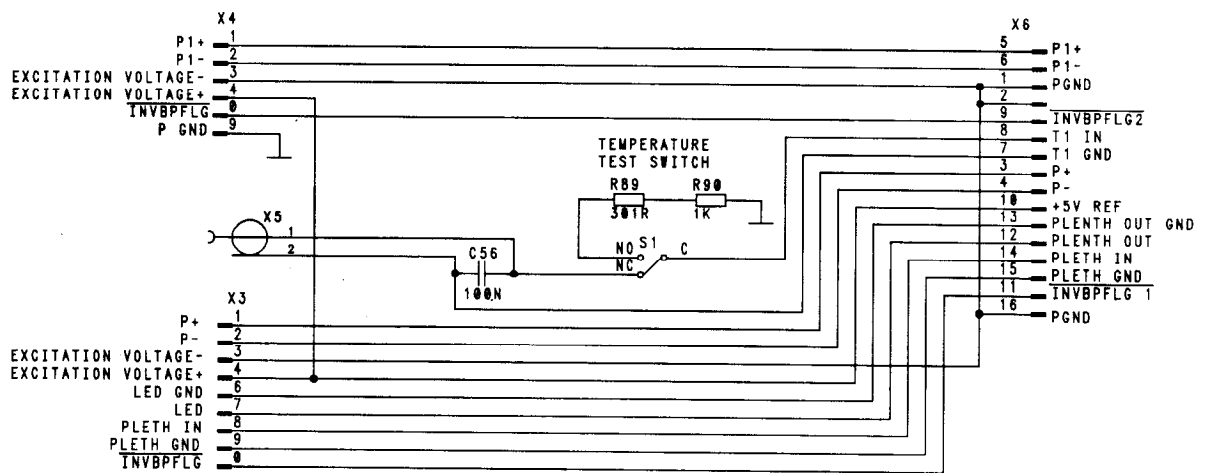 X4
P1+ 1
P1- 2
EXCITATION VOLTAGE- 3
EXCITATION VOLTAGE+ 4
INVBPFLG 0
P GND 9
X6
5 P1+
6 P1-
1 PGND
2
9 INVBPFLG2
8 T1 IN
7 T1 GND
3 P+
4 P-
10 +5V REF
13 PLENTH OUT GND
12 PLENTH OUT
14 PLETH IN
15 PLETH GND
11 INVBPFLG 1
16 PGND
TEMPERATURE
TEST SWITCH
R89 R90
301R 1K
X5
1
2
C56
100N
NO S1 C
NC
X3
P+ 1
P- 2
EXCITATION VOLTAGE- 3
EXCITATION VOLTAGE+ 4
LED GND 6
LED 7
PLETH IN 8
PLETH GND 9
INVBPFLG 0